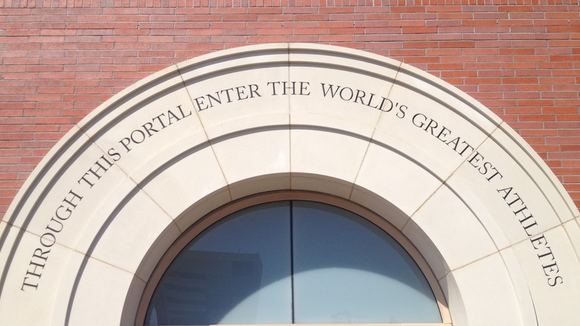 THROUGH THIS PORTAL ENTER THE WORLD'S GREATEST ATHLETES